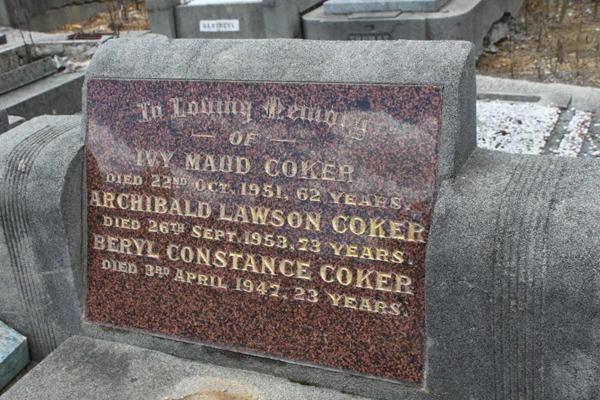 In Loving Memory
— OF —
IVY MAUD COKER
DIED 22ND OCT. 1951. 62 YEARS.
ARCHIBALD LAWSON COKER
DIED 26TH SEPT. 1953. 73 YEARS.
BERYL CONSTANCE COKER
DIED 3RD APRIL 1947. 23 YEARS.